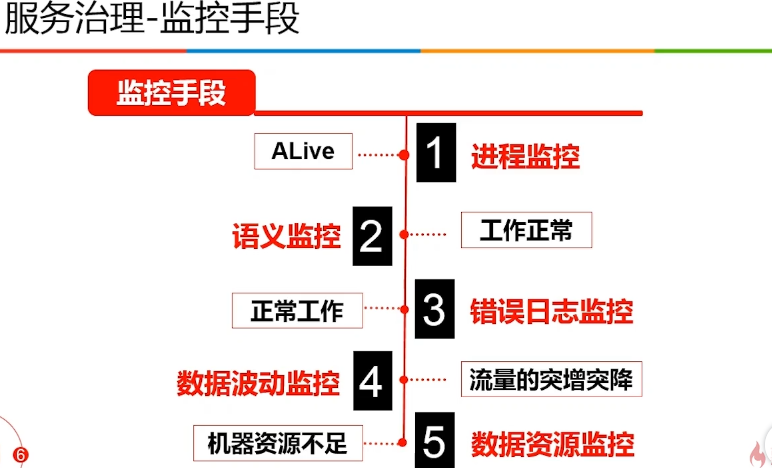 服务治理-监控手段
监控手段
ALive
1
进程监控
语义监控
2
工作正常
正常工作
3
错误日志监控
数据波动监控
4
流量的突增突降
机器资源不足
5
数据资源监控
6